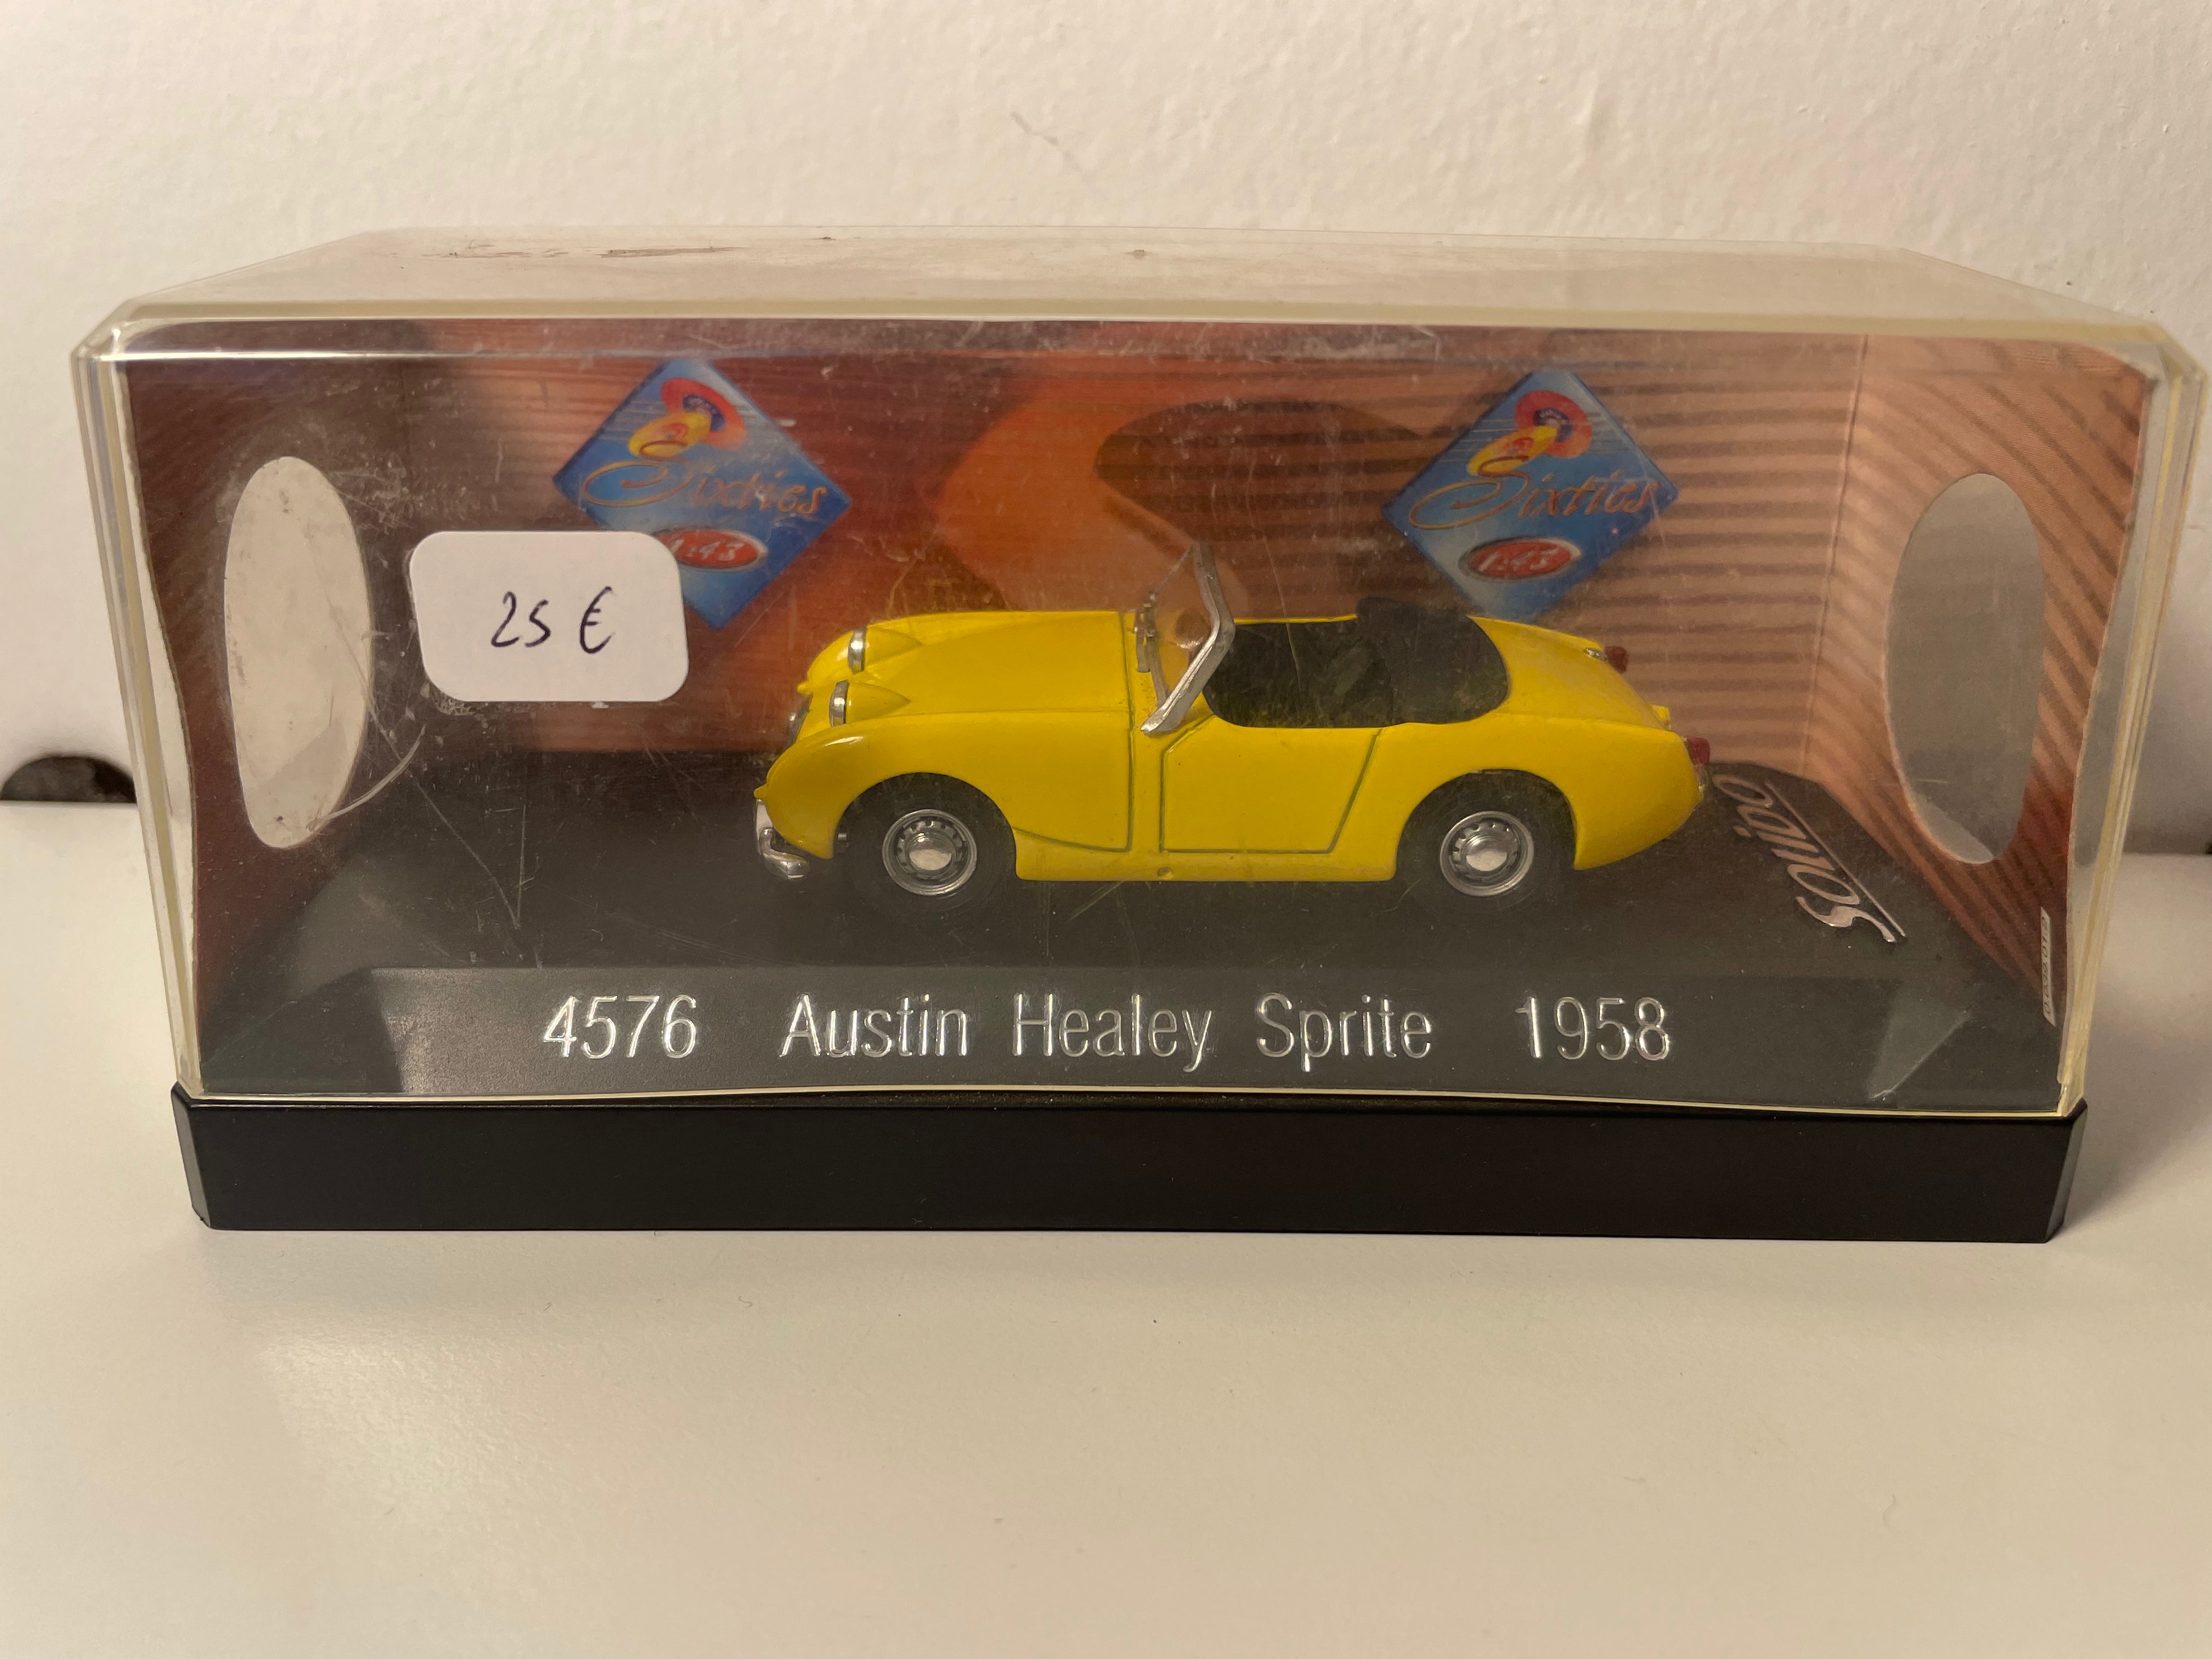 Sixties
1:43
Sixties
1:43
25 €
Solido
4576 Austin Healey Sprite 1958